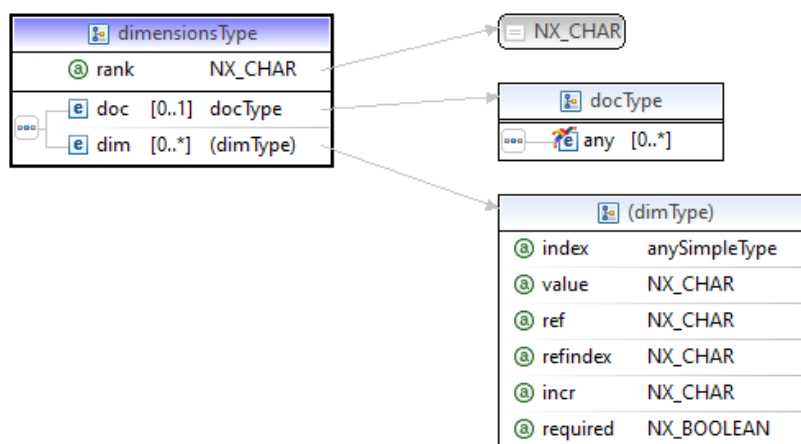 dimensionsType
a rank NX_CHAR
e doc [0..1] docType
e dim [0..*] (dimType)
NX_CHAR
docType
e any [0..*]
(dimType)
a index anySimpleType
a value NX_CHAR
a ref NX_CHAR
a refindex NX_CHAR
a incr NX_CHAR
a required NX_BOOLEAN